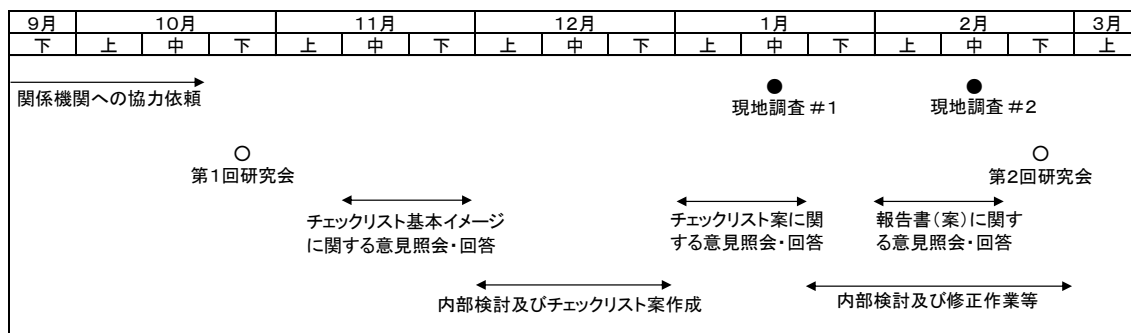 9月 10月 11月 12月 1月 2月 3月
下 上 中 下 上 中 下 上 中 下 上 中 下 上 中 下 上
関係機関への協力依頼
現地調査＃1 現地調査＃2
第1回研究会 第2回研究会
チェックリスト基本イメージ
に関する意見照会・回答
チェックリスト案に関
する意見照会・回答
報告書（案）に関す
る意見照会・回答
内部検討及びチェックリスト案作成 内部検討及び修正作業等